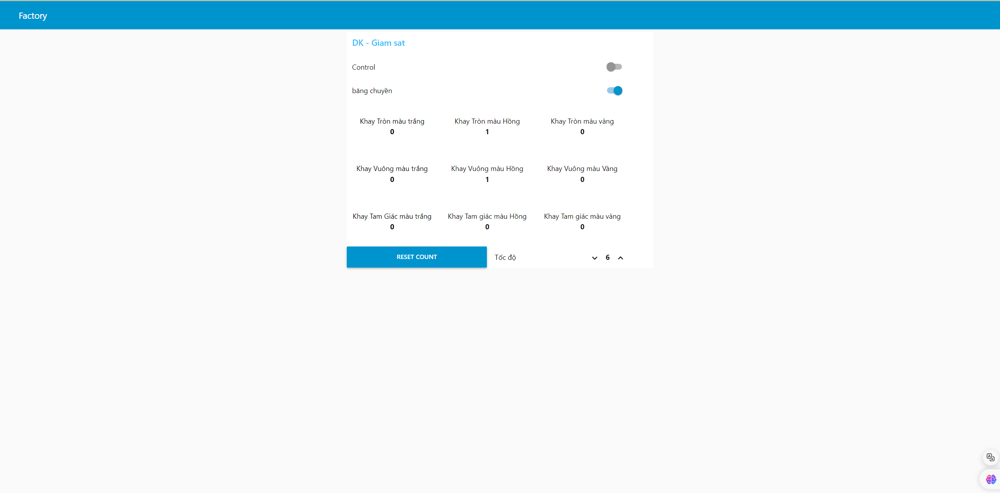 Factory
DK - Giam sat
Control
băng chuyền
Khay Tròn màu trắng
0
Khay Tròn màu Hồng
1
Khay Tròn màu vàng
0
Khay Vuông màu trắng
0
Khay Vuông màu Hồng
1
Khay Vuông màu Vàng
0
Khay Tam Giác màu trắng
0
Khay Tam giác màu Hồng
0
Khay Tam giác màu vàng
0
RESET COUNT
Tốc độ
6